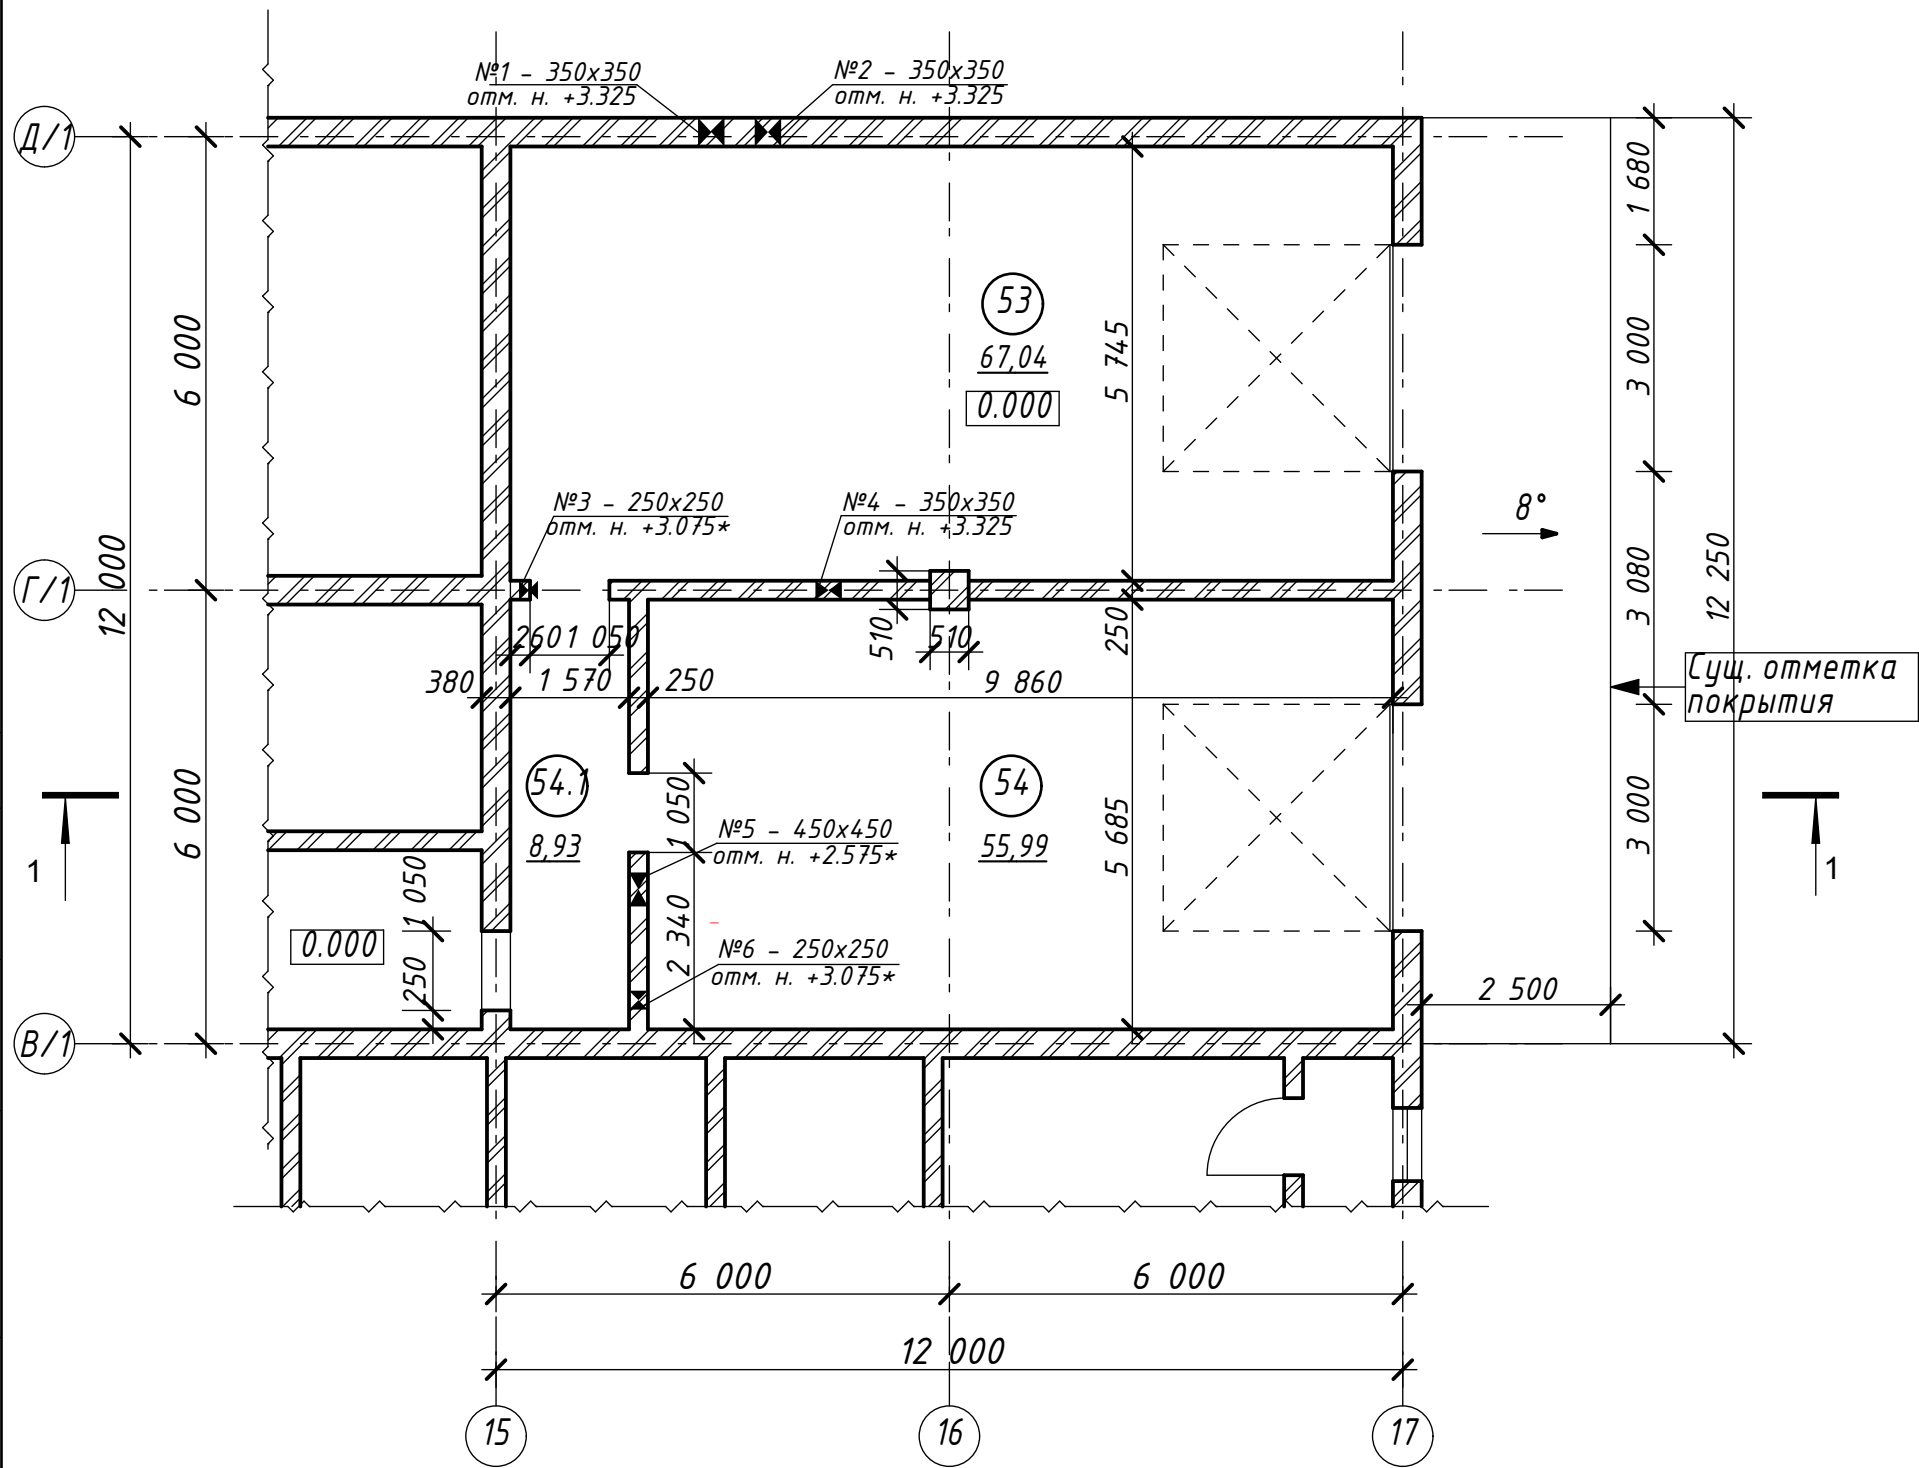 №1 - 350х350
отм. н. +3.325
№2 - 350х350
отм. н. +3.325
Д/1
1 680
53
67,04
0.000
5 745
3 000
6 000
12 000
№3 - 250х250
отм. н. +3.075*
№4 - 350х350
отм. н. +3.325
8°
Г/1
3 080
12 250
260
1 050
510
510
250
380
1 570
250
9 860
Сущ. отметка
покрытия
54.1
8,93
54
55,99
1 050
5 685
3 000
6 000
1
1
№5 - 450х450
отм. н. +2.575*
1 050
250
0.000
2 340
№6 - 250х250
отм. н. +3.075*
2 500
В/1
6 000
6 000
12 000
15
16
17